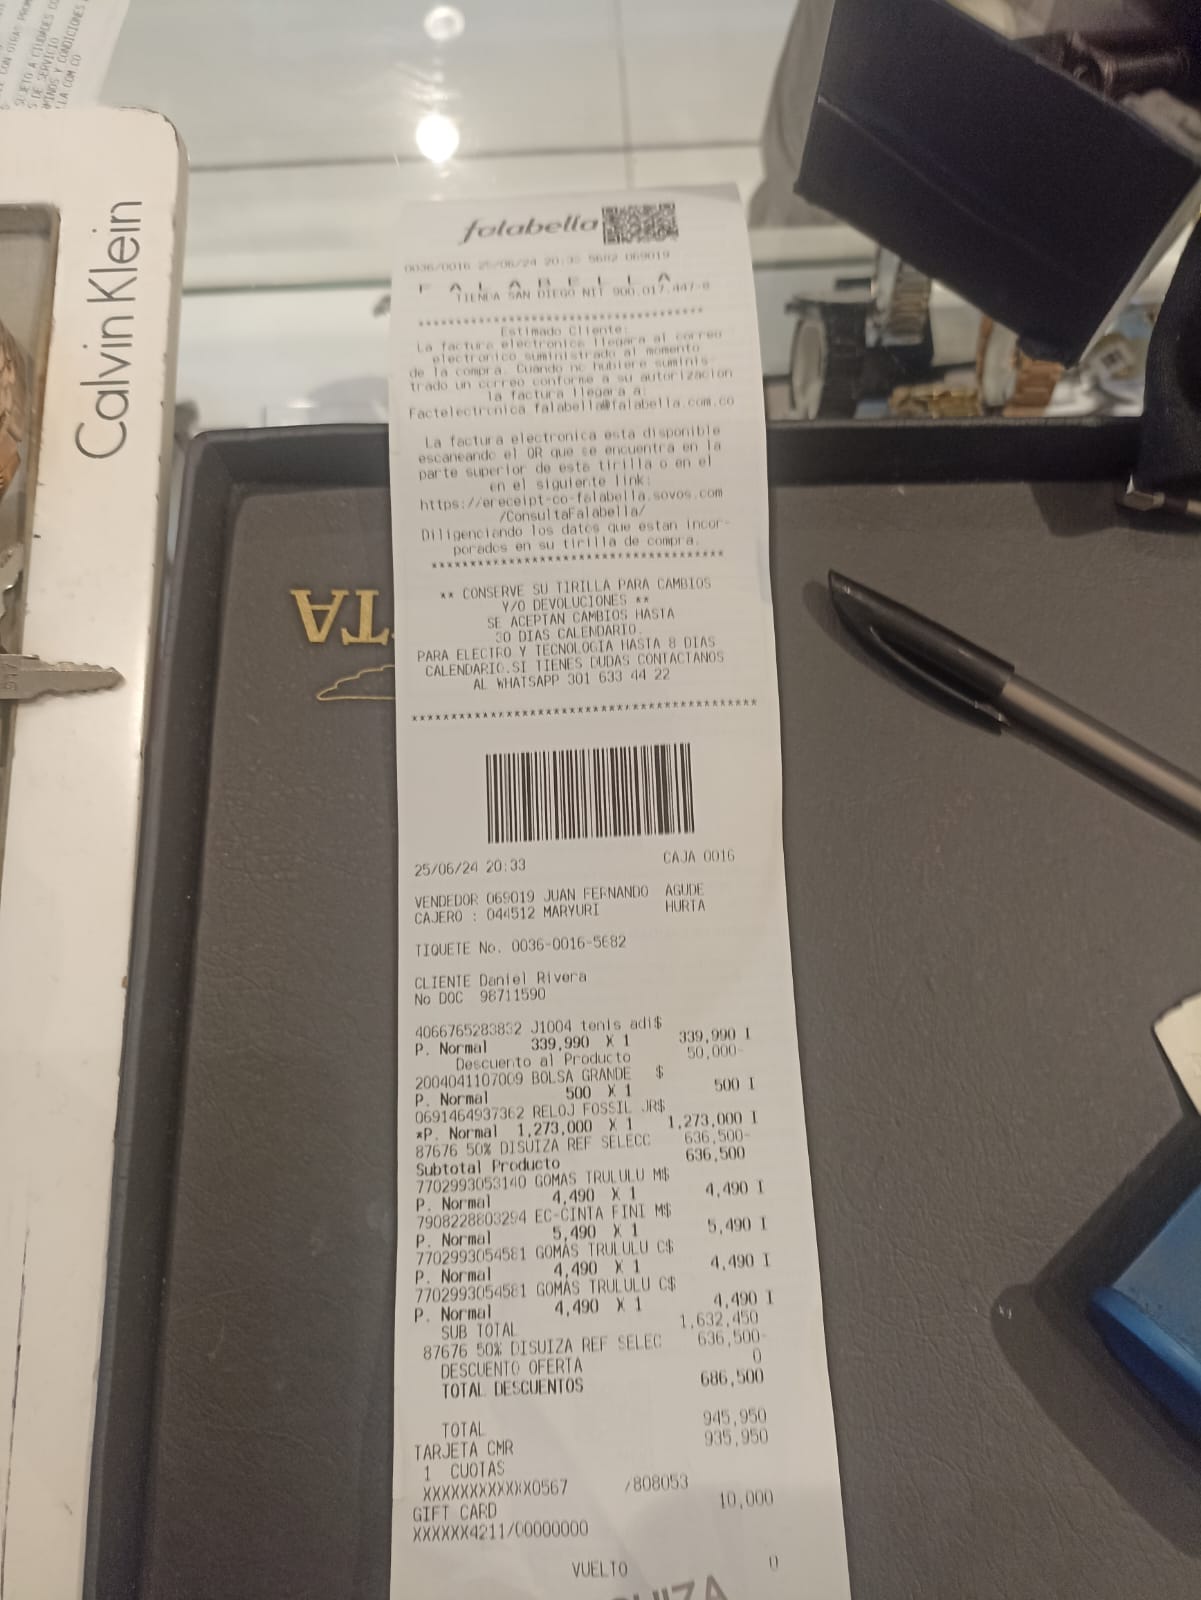 Calvin Klein
falabella
0036/0016 25/06/24 20:33 5682 069019
F A L A B E L L A
TIENDA SAN DIEGO NIT 900.017.447-8
****************************************
Estimado Cliente:
La factura electronica llegara al correo
electronico suministrado al momento
de la compra. Cuando no hubiere suminis-
trado un correo conforme a su autorizacion
la factura llegara a:
Factelectronica falabella@falabella.com.co
La factura electronica esta disponible
escaneando el QR que se encuentra en la
parte superior de esta tirilla o en el
en el siguiente link:
https://ereceipt-co-falabella.sovos.com
/ConsultaFalabella/
Diligenciando los datos que estan incor-
porados en su tirilla de compra.
****************************************
** CONSERVE SU TIRILLA PARA CAMBIOS
Y/O DEVOLUCIONES **
SE ACEPTAN CAMBIOS HASTA
30 DIAS CALENDARIO.
PARA ELECTRO Y TECNOLOGIA HASTA 8 DIAS
CALENDARIO.SI TIENES DUDAS CONTACTANOS
AL WHATSAPP 301 633 44 22
****************************************
25/06/24 20:33 CAJA 0016
VENDEDOR 069019 JUAN FERNANDO AGUDE
CAJERO : 044512 MARYURI HURTA
TIQUETE No. 0036-0016-5682
CLIENTE Daniel Rivera
No DOC 98711590
4066765283832 J1004 tenis adi$
P. Normal 339,990 X 1 339,990 I
Descuento al Producto 50,000-
2004041107009 BOLSA GRANDE $
P. Normal 500 X 1 500 I
0691464937362 RELOJ FOSSIL JR$
*P. Normal 1,273,000 X 1 1,273,000 I
87676 50% DISUIZA REF SELECC 636,500-
Subtotal Producto 636,500
7702993053140 GOMAS TRULULU M$
P. Normal 4,490 X 1 4,490 I
7908228803294 EC-CINTA FINI M$
P. Normal 5,490 X 1 5,490 I
7702993054581 GOMAS TRULULU C$
P. Normal 4,490 X 1 4,490 I
7702993054581 GOMAS TRULULU C$
P. Normal 4,490 X 1 4,490 I
SUB TOTAL 1,632,450
87676 50% DISUIZA REF SELEC 636,500-
DESCUENTO OFERTA 0
TOTAL DESCUENTOS 686,500
TOTAL 945,950
TARJETA CMR 935,950
1 CUOTAS
XXXXXXXXXXXX0567 /808053
GIFT CARD 10,000
XXXXXX4211/00000000
VUELTO 0